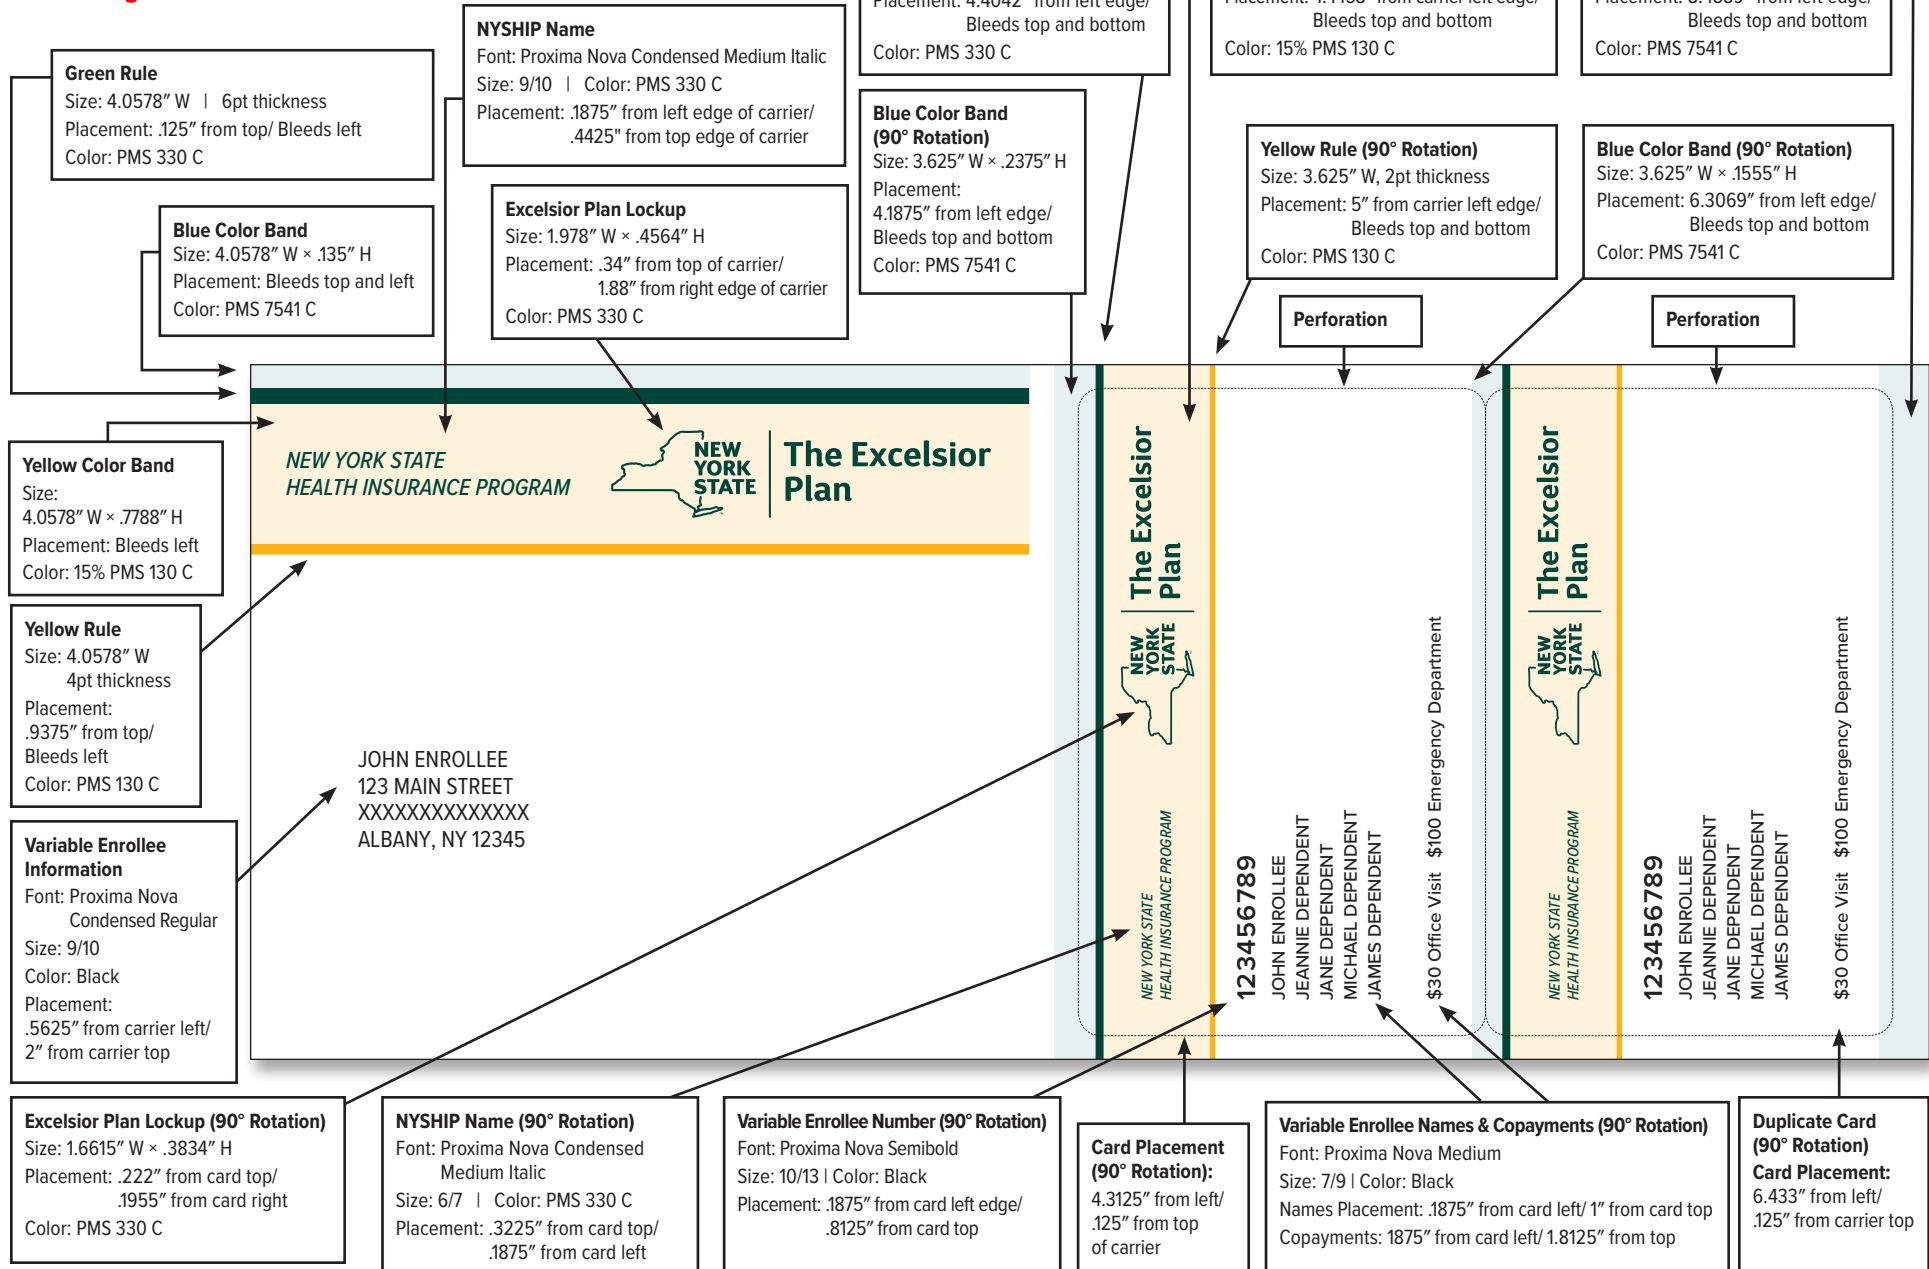 Placement: 4.4042″ from left edge/
Bleeds top and bottom
Color: PMS 330 C
Bleeds top and bottom
Color: 15% PMS 130 C
Bleeds top and bottom
Color: PMS 7541 C
Green Rule
Size: 4.0578″ W | 6pt thickness
Placement: .125″ from top/ Bleeds left
Color: PMS 330 C
NYSHIP Name
Font: Proxima Nova Condensed Medium Italic
Size: 9/10 | Color: PMS 330 C
Placement: .1875″ from left edge of carrier/
.4425" from top edge of carrier
Blue Color Band
(90° Rotation)
Size: 3.625″ W × .2375″ H
Placement:
4.1875″ from left edge/
Bleeds top and bottom
Color: PMS 7541 C
Yellow Rule (90° Rotation)
Size: 3.625″ W, 2pt thickness
Placement: 5″ from carrier left edge/
Bleeds top and bottom
Color: PMS 130 C
Blue Color Band (90° Rotation)
Size: 3.625″ W × .1555″ H
Placement: 6.3069″ from left edge/
Bleeds top and bottom
Color: PMS 7541 C
Blue Color Band
Size: 4.0578″ W × .135″ H
Placement: Bleeds top and left
Color: PMS 7541 C
Excelsior Plan Lockup
Size: 1.978″ W × .4564″ H
Placement: .34″ from top of carrier/
1.88″ from right edge of carrier
Color: PMS 330 C
Perforation
Perforation
Yellow Color Band
Size:
4.0578″ W × .7788″ H
Placement: Bleeds left
Color: 15% PMS 130 C
NEW YORK STATE
HEALTH INSURANCE PROGRAM
NEW
YORK
STATE
The Excelsior
Plan
Yellow Rule
Size: 4.0578″ W
4pt thickness
Placement:
.9375″ from top/
Bleeds left
Color: PMS 130 C
JOHN ENROLLEE
123 MAIN STREET
XXXXXXXXXXXXXX
ALBANY, NY 12345
Variable Enrollee
Information
Font: Proxima Nova
Condensed Regular
Size: 9/10
Color: Black
Placement:
.5625″ from carrier left/
2″ from carrier top
NEW YORK STATE
HEALTH INSURANCE PROGRAM
NEW
YORK
STATE
The Excelsior
Plan
123456789
JOHN ENROLLEE
JEANNIE DEPENDENT
JANE DEPENDENT
MICHAEL DEPENDENT
JAMES DEPENDENT
$30 Office Visit $100 Emergency Department
NEW YORK STATE
HEALTH INSURANCE PROGRAM
NEW
YORK
STATE
The Excelsior
Plan
123456789
JOHN ENROLLEE
JEANNIE DEPENDENT
JANE DEPENDENT
MICHAEL DEPENDENT
JAMES DEPENDENT
$30 Office Visit $100 Emergency Department
Excelsior Plan Lockup (90° Rotation)
Size: 1.6615″ W × .3834″ H
Placement: .222″ from card top/
.1955″ from card right
Color: PMS 330 C
NYSHIP Name (90° Rotation)
Font: Proxima Nova Condensed
Medium Italic
Size: 6/7 | Color: PMS 330 C
Placement: .3225″ from card top/
.1875″ from card left
Variable Enrollee Number (90° Rotation)
Font: Proxima Nova Semibold
Size: 10/13 | Color: Black
Placement: .1875″ from card left edge/
.8125″ from card top
Card Placement
(90° Rotation):
4.3125″ from left/
.125″ from top
of carrier
Variable Enrollee Names & Copayments (90° Rotation)
Font: Proxima Nova Medium
Size: 7/9 | Color: Black
Names Placement: .1875″ from card left/ 1″ from card top
Copayments: 1875″ from card left/ 1.8125″ from top
Duplicate Card
(90° Rotation)
Card Placement:
6.433″ from left/
.125″ from carrier top